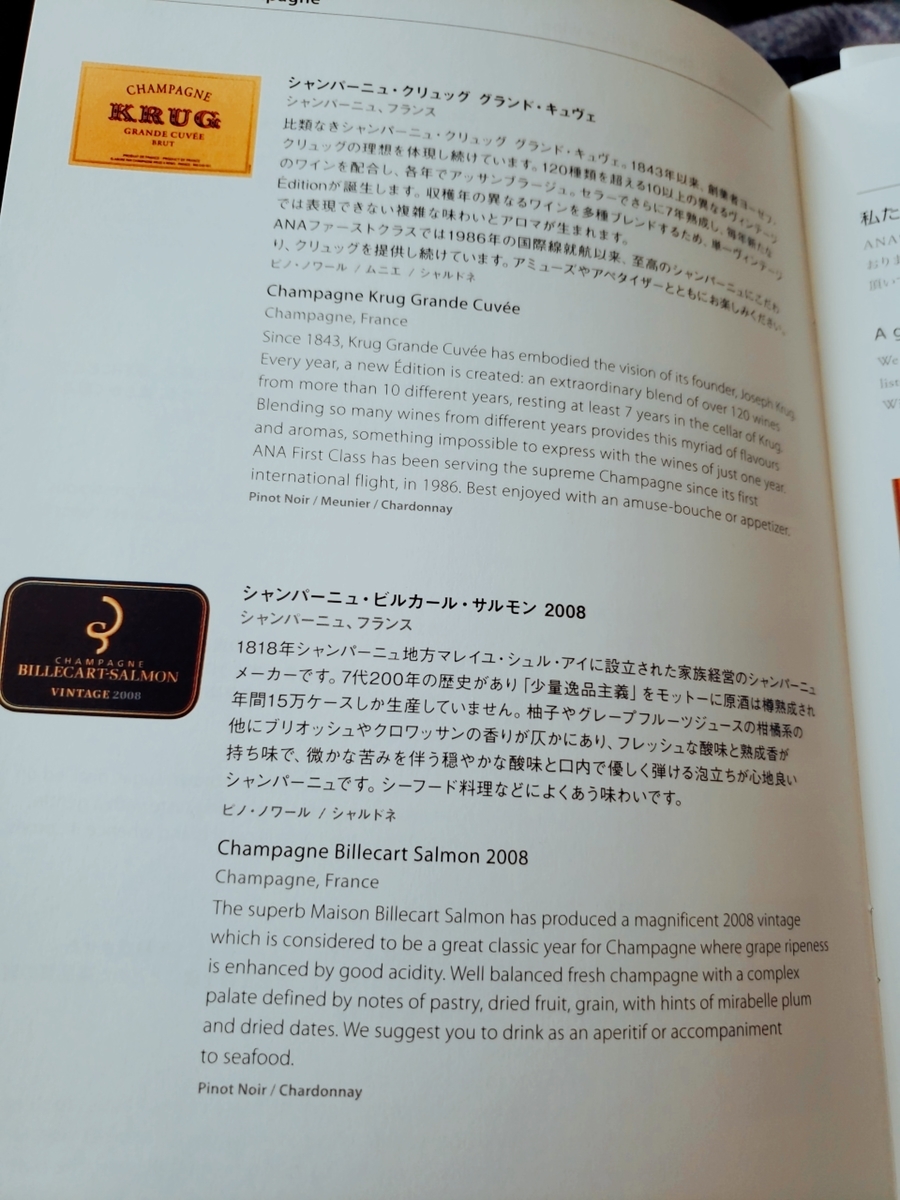 pagne
CHAMPAGNE
KRUG
GRANDE CUVÉE
BRUT
シャンパーニュ・クリュッグ グランド・キュヴェ
シャンパーニュ、フランス
比類なきシャンパーニュ・クリュッグ グランド・キュヴェ。1843年以来、創業者ヨーゼフ・
クリュッグの理想を体現し続けています。120種類を超える10以上の異なるヴィンテージ
のワインを配合し、各年でアッサンブラージュ。セラーでさらに7年熟成し、毎年新たな
Éditionが誕生します。収穫年の異なるワインを多種ブレンドするため、単一ヴィンテージ
では表現できない複雑な味わいとアロマが生まれます。
ANAファーストクラスでは1986年の国際線就航以来、至高のシャンパーニュにこだわ
り、クリュッグを提供し続けています。アミューズやアペタイザーとともにお楽しみください。
ピノ・ノワール / ムニエ / シャルドネ
Champagne Krug Grande Cuvée
Champagne, France
Since 1843, Krug Grande Cuvée has embodied the vision of its founder, Joseph Krug.
Every year, a new Édition is created: an extraordinary blend of over 120 wines
from more than 10 different years, resting at least 7 years in the cellar of Krug.
Blending so many wines from different years provides this myriad of flavours
and aromas, something impossible to express with the wines of just one year.
ANA First Class has been serving the supreme Champagne since its first
international flight, in 1986. Best enjoyed with an amuse-bouche or appetizer.
Pinot Noir / Meunier / Chardonnay
CHAMPAGNE
BILLECART-SALMON
VINTAGE 2008
シャンパーニュ・ビルカール・サルモン 2008
シャンパーニュ、フランス
1818年シャンパーニュ地方マレイユ・シュル・アイに設立された家族経営のシャンパーニュ
メーカーです。7代200年の歴史があり「少量逸品主義」をモットーに原酒は樽熟成され
年間15万ケースしか生産していません。柚子やグレープフルーツジュースの柑橘系の
他にブリオッシュやクロワッサンの香りが仄かにあり、フレッシュな酸味と熟成香が
持ち味で、微かな苦みを伴う穏やかな酸味と口内で優しく弾ける泡立ちが心地良い
シャンパーニュです。シーフード料理などによくあう味わいです。
ピノ・ノワール / シャルドネ
Champagne Billecart Salmon 2008
Champagne, France
The superb Maison Billecart Salmon has produced a magnificent 2008 vintage
which is considered to be a great classic year for Champagne where grape ripeness
is enhanced by good acidity. Well balanced fresh champagne with a complex
palate defined by notes of pastry, dried fruit, grain, with hints of mirabelle plum
and dried dates. We suggest you to drink as an aperitif or accompaniment
to seafood.
Pinot Noir / Chardonnay
私た
ANA
おりま
頂い
A g
We
list
W